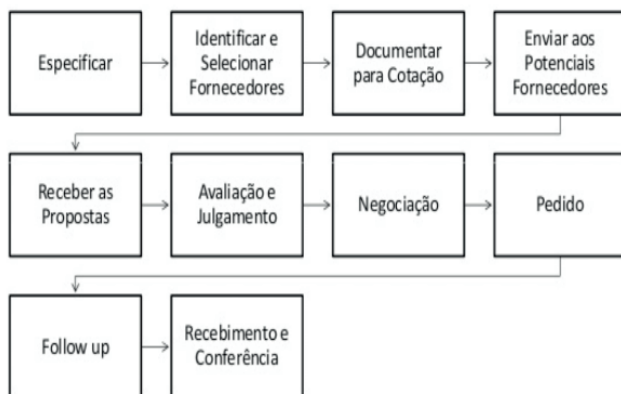 Especificar
Identificar e
Selecionar
Fornecedores
Documentar
para Cotação
Enviar aos
Potenciais
Fornecedores
Receber as
Propostas
Avaliação e
Julgamento
Negociação
Pedido
Follow up
Recebimento e
Conferência